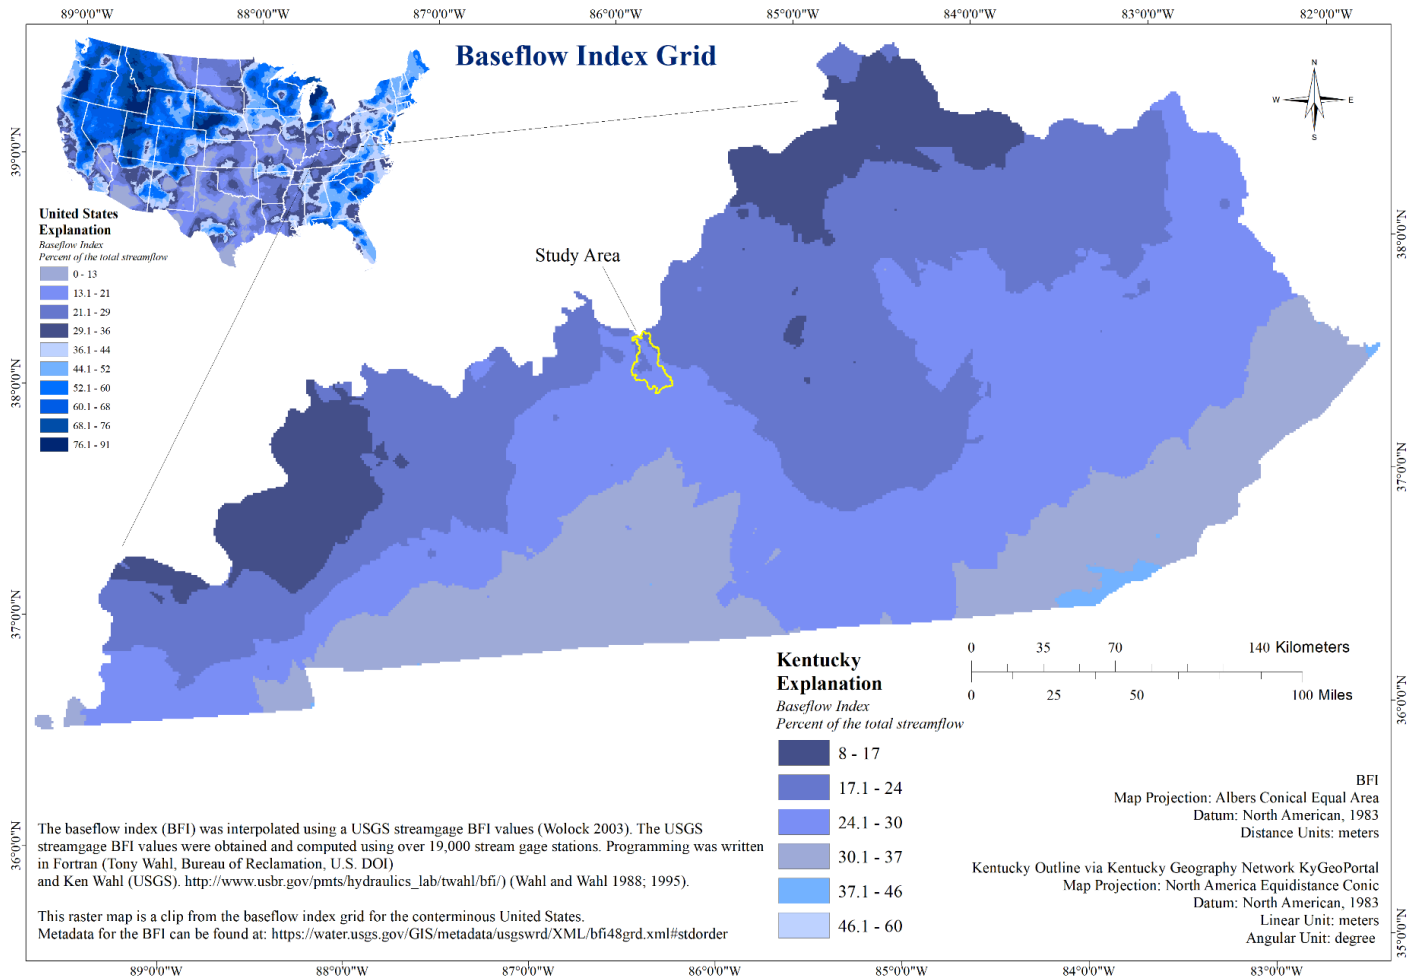 89°0'0"W 88°0'0"W 87°0'0"W 86°0'0"W 85°0'0"W 84°0'0"W 83°0'0"W 82°0'0"W
Baseflow Index Grid
N
W E
S
39°0'0"N
38°0'0"N
37°0'0"N
36°0'0"N
United States
Explanation
Baseflow Index
Percent of the total streamflow
0 - 13
13.1 - 21
21.1 - 29
29.1 - 36
36.1 - 44
44.1 - 52
52.1 - 60
60.1 - 68
68.1 - 76
76.1 - 91
Study Area
38°0'0"N
37°0'0"N
36°0'0"N
35°0'0"N
0 35 70 140 Kilometers
0 25 50 100 Miles
Kentucky
Explanation
Baseflow Index
Percent of the total streamflow
8 - 17
17.1 - 24
24.1 - 30
30.1 - 37
37.1 - 46
46.1 - 60
BFI
Map Projection: Albers Conical Equal Area
Datum: North American, 1983
Distance Units: meters
Kentucky Outline via Kentucky Geography Network KyGeoPortal
Map Projection: North America Equidistance Conic
Datum: North American, 1983
Linear Unit: meters
Angular Unit: degree
The baseflow index (BFI) was interpolated using a USGS streamgage BFI values (Wolock 2003). The USGS
streamgage BFI values were obtained and computed using over 19,000 stream gage stations. Programming was written
in Fortran (Tony Wahl, Bureau of Reclamation, U.S. DOI)
and Ken Wahl (USGS). http://www.usbr.gov/pmts/hydraulics_lab/twahl/bfi/) (Wahl and Wahl 1988; 1995).
This raster map is a clip from the baseflow index grid for the conterminous United States.
Metadata for the BFI can be found at: https://water.usgs.gov/GIS/metadata/usgswrd/XML/bfi48grd.xml#stdorder
89°0'0"W 88°0'0"W 87°0'0"W 86°0'0"W 85°0'0"W 84°0'0"W 83°0'0"W